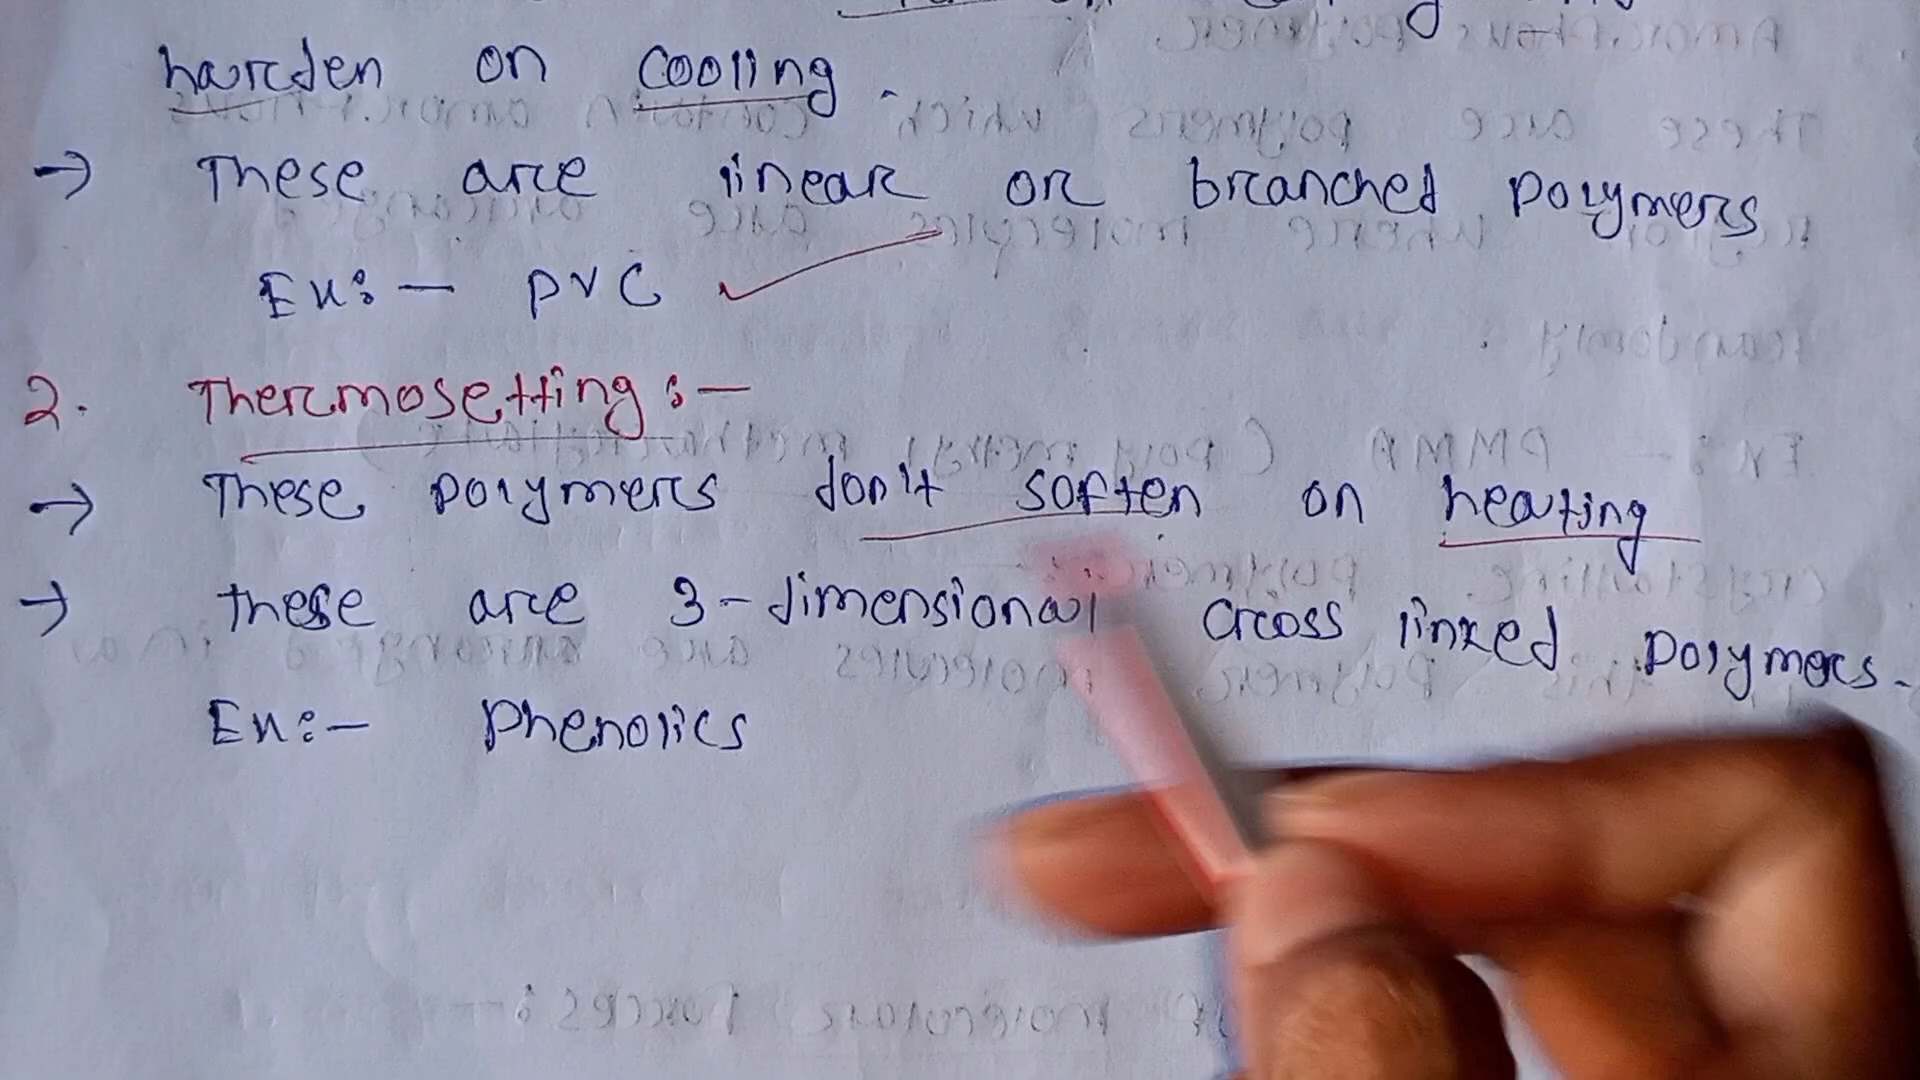 harden on cooling.
→ These are linear or branched polymers
Ex:- PVC
2. Thermosetting:-
→ These polymers don't soften on heating
→ these are 3-dimensional cross linked polymers.
Ex:- Phenolics